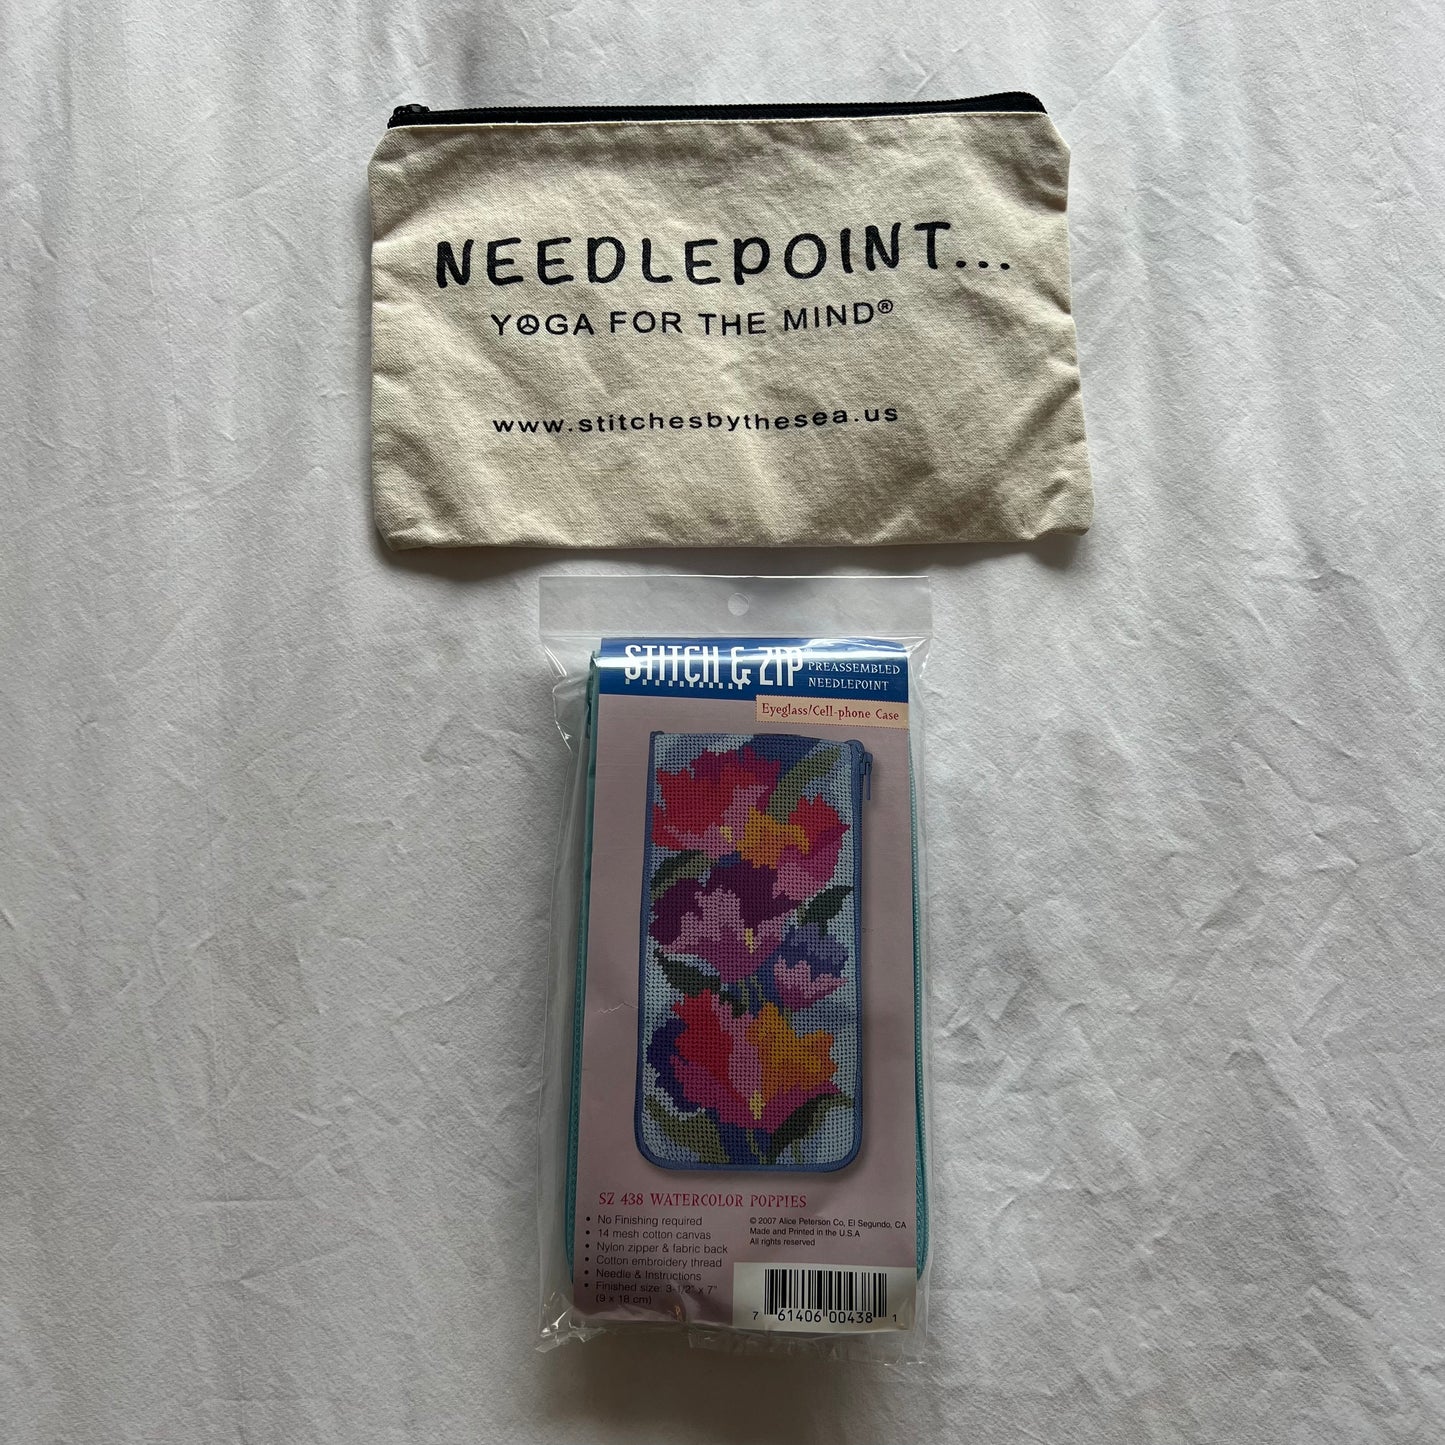 NEEDLEPOINT...
YOGA FOR THE MIND®
www.stitchesbythesea.us
STITCH & ZIP®
PREASSEMBLED
NEEDLEPOINT
Eyeglass/Cell-phone Case
SZ 438 WATERCOLOR POPPIES
• No Finishing required
• 14 mesh cotton canvas
• Nylon zipper & fabric back
• Cotton embroidery thread
• Needle & Instructions
• Finished size: 3-1/2" x 7"
(9 x 18 cm)
© 2007 Alice Peterson Co, El Segundo, CA
Made and Printed in the U.S.A
All rights reserved
7 61406 00438 1